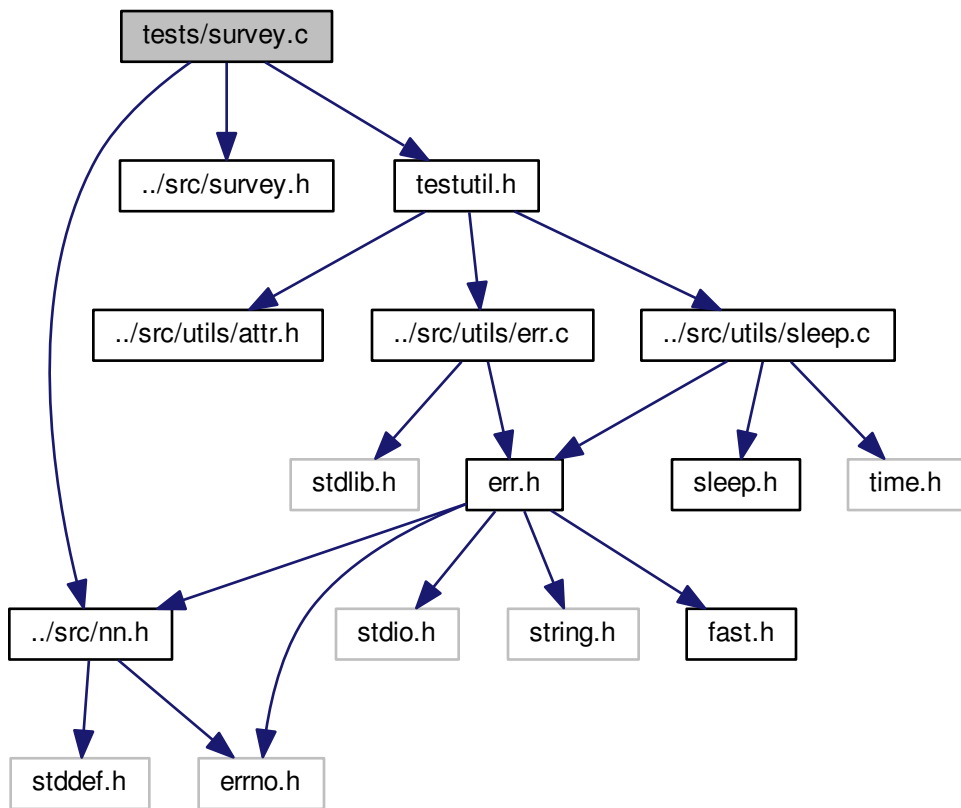 tests/survey.c
../src/survey.h
testutil.h
../src/utils/attr.h
../src/utils/err.c
../src/utils/sleep.c
stdlib.h
err.h
sleep.h
time.h
../src/nn.h
stdio.h
string.h
fast.h
stddef.h
errno.h